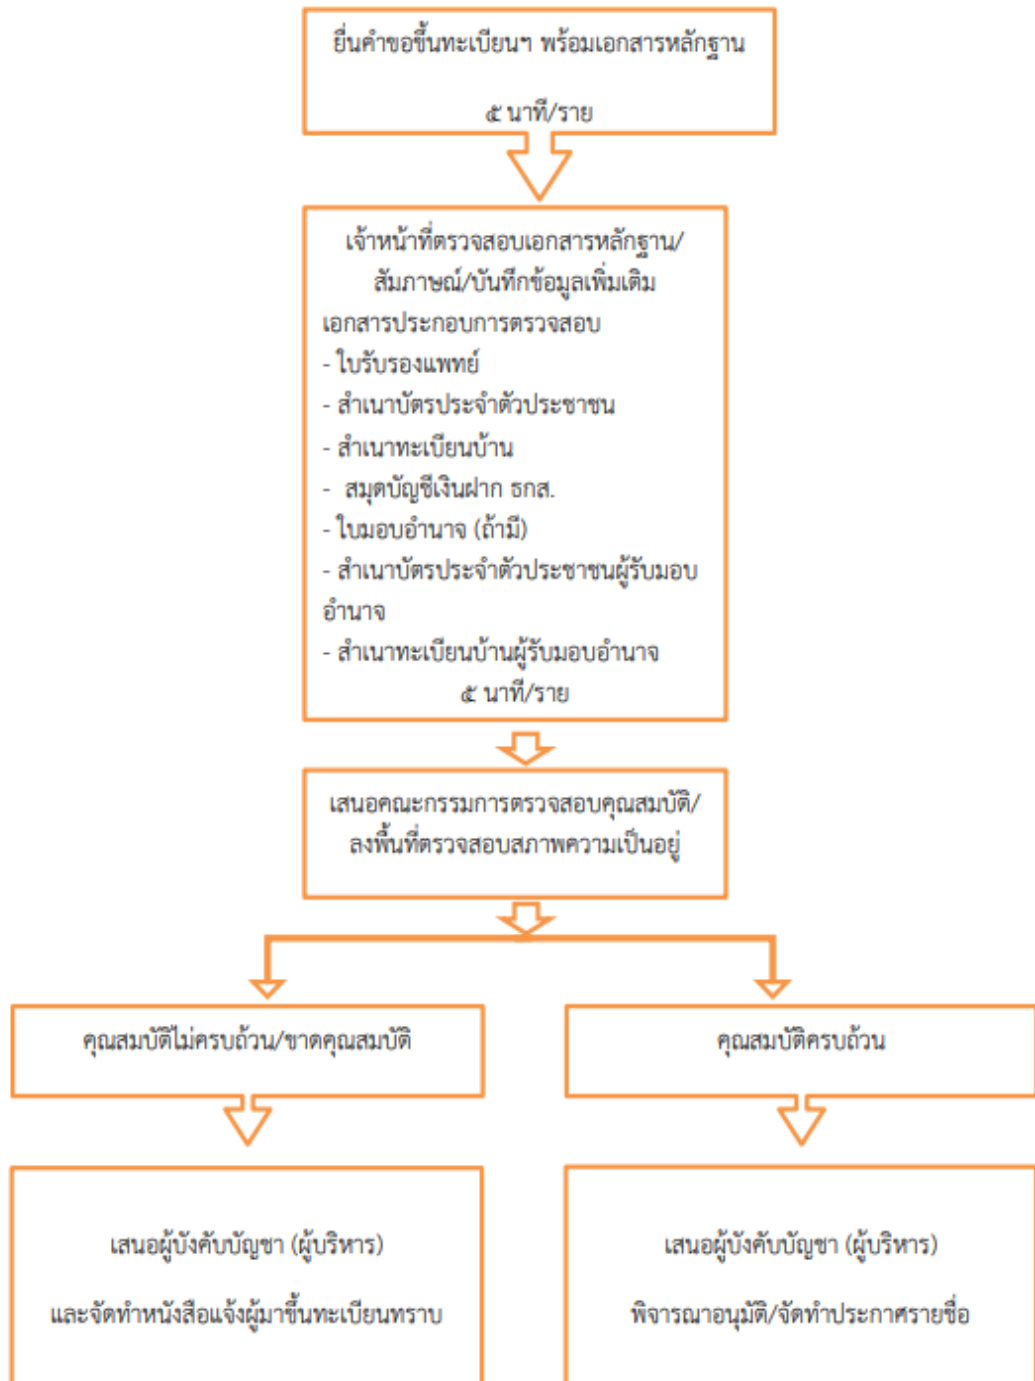 ยื่นคำขอขึ้นทะเบียนฯ พร้อมเอกสารหลักฐาน
๕ นาที/ราย
เจ้าหน้าที่ตรวจสอบเอกสารหลักฐาน/
สัมภาษณ์/บันทึกข้อมูลเพิ่มเติม
เอกสารประกอบการตรวจสอบ
- ใบรับรองแพทย์
- สำเนาบัตรประจำตัวประชาชน
- สำเนาทะเบียนบ้าน
- สมุดบัญชีเงินฝาก ธกส.
- ใบมอบอำนาจ (ถ้ามี)
- สำเนาบัตรประจำตัวประชาชนผู้รับมอบ
อำนาจ
- สำเนาทะเบียนบ้านผู้รับมอบอำนาจ
๕ นาที/ราย
เสนอคณะกรรมการตรวจสอบคุณสมบัติ/
ลงพื้นที่ตรวจสอบสภาพความเป็นอยู่
คุณสมบัติไม่ครบถ้วน/ขาดคุณสมบัติ
คุณสมบัติครบถ้วน
เสนอผู้บังคับบัญชา (ผู้บริหาร)
และจัดทำหนังสือแจ้งผู้มาขึ้นทะเบียนทราบ
เสนอผู้บังคับบัญชา (ผู้บริหาร)
พิจารณาอนุมัติ/จัดทำประกาศรายชื่อ